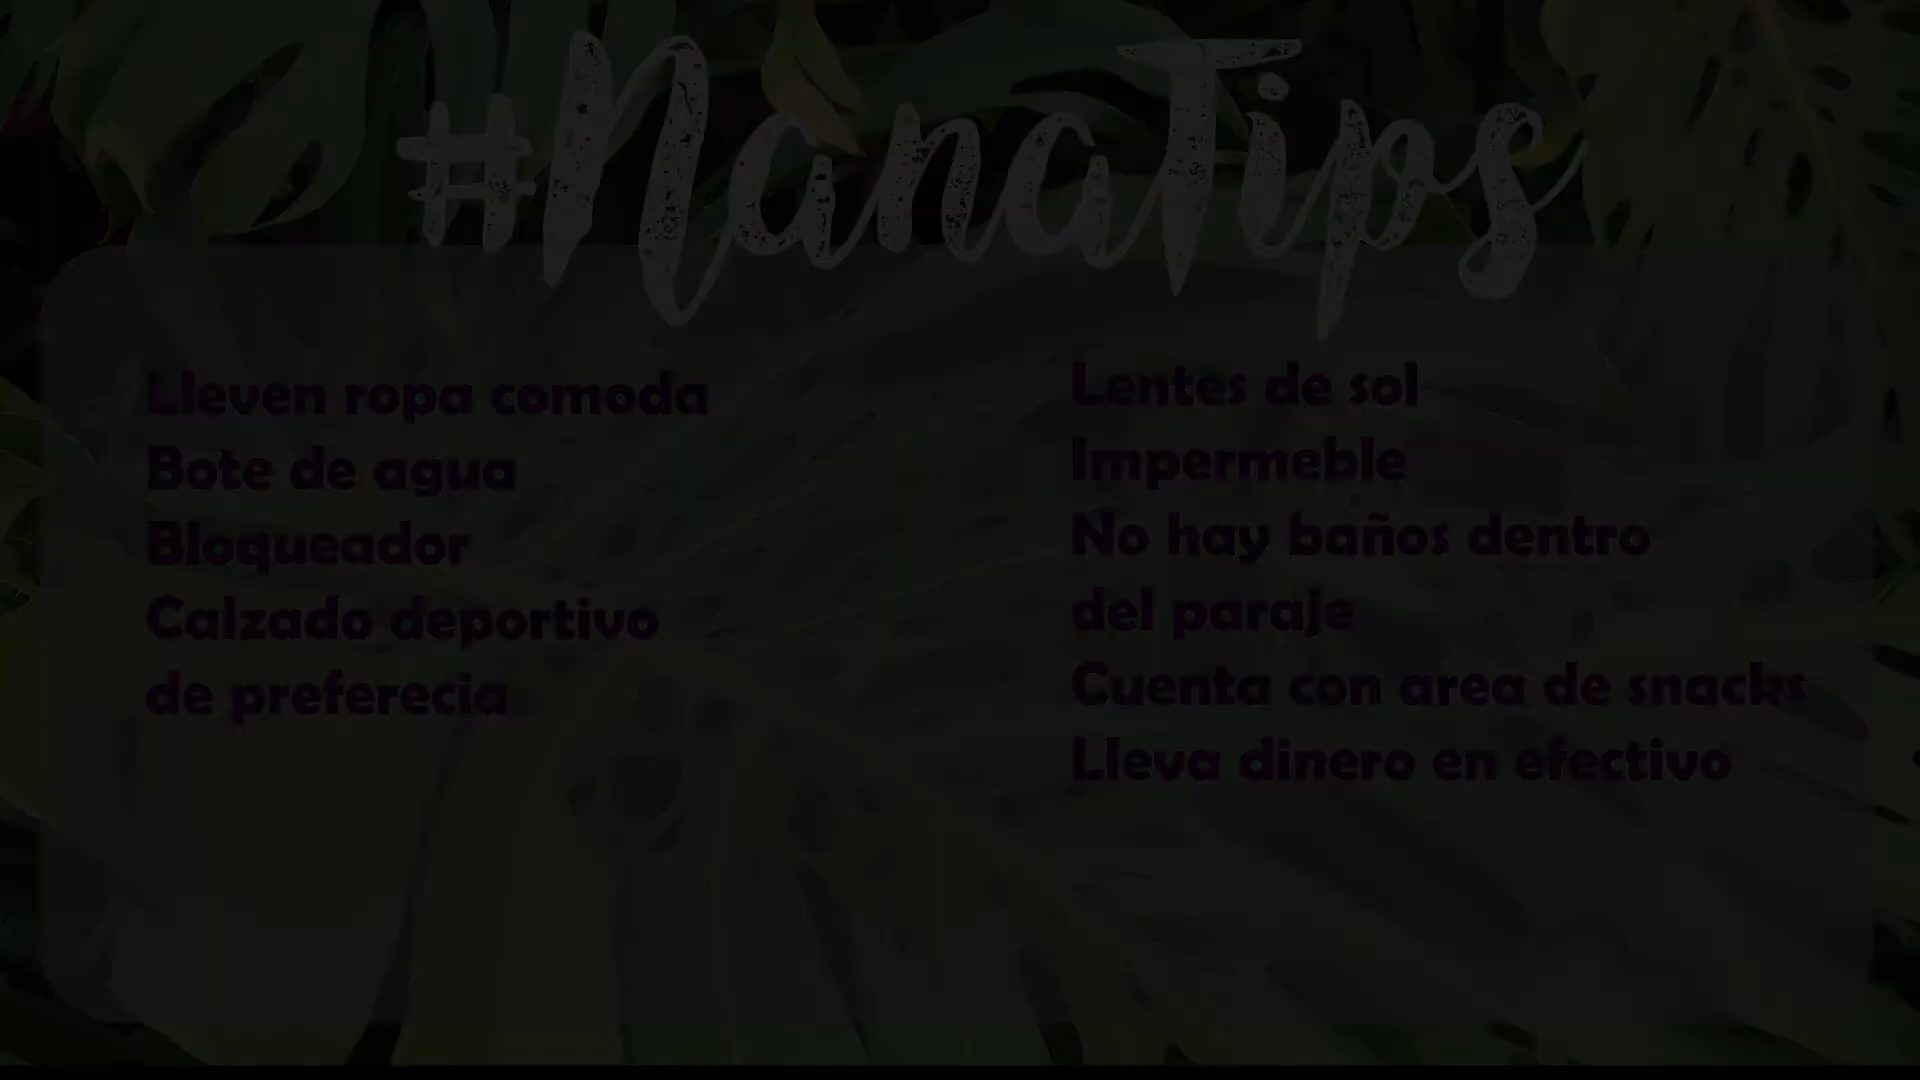 #NanaTips
Lleven ropa comoda
Bote de agua
Bloqueador
Calzado deportivo
de preferecia
Lentes de sol
Impermeble
No hay baños dentro
del paraje
Cuenta con area de snacks
Lleva dinero en efectivo